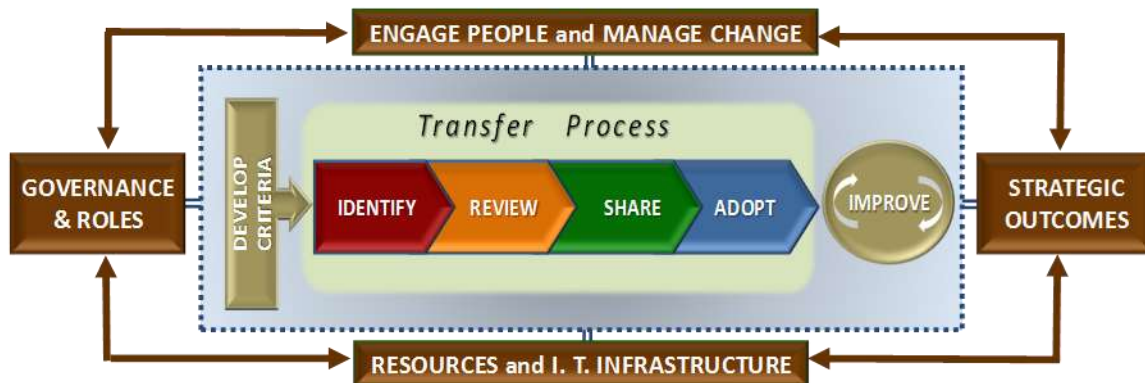 ENGAGE PEOPLE and MANAGE CHANGE
Transfer Process
GOVERNANCE
& ROLES
DEVELOP
CRITERIA
IDENTIFY
REVIEW
SHARE
ADOPT
IMPROVE
STRATEGIC
OUTCOMES
RESOURCES and I. T. INFRASTRUCTURE